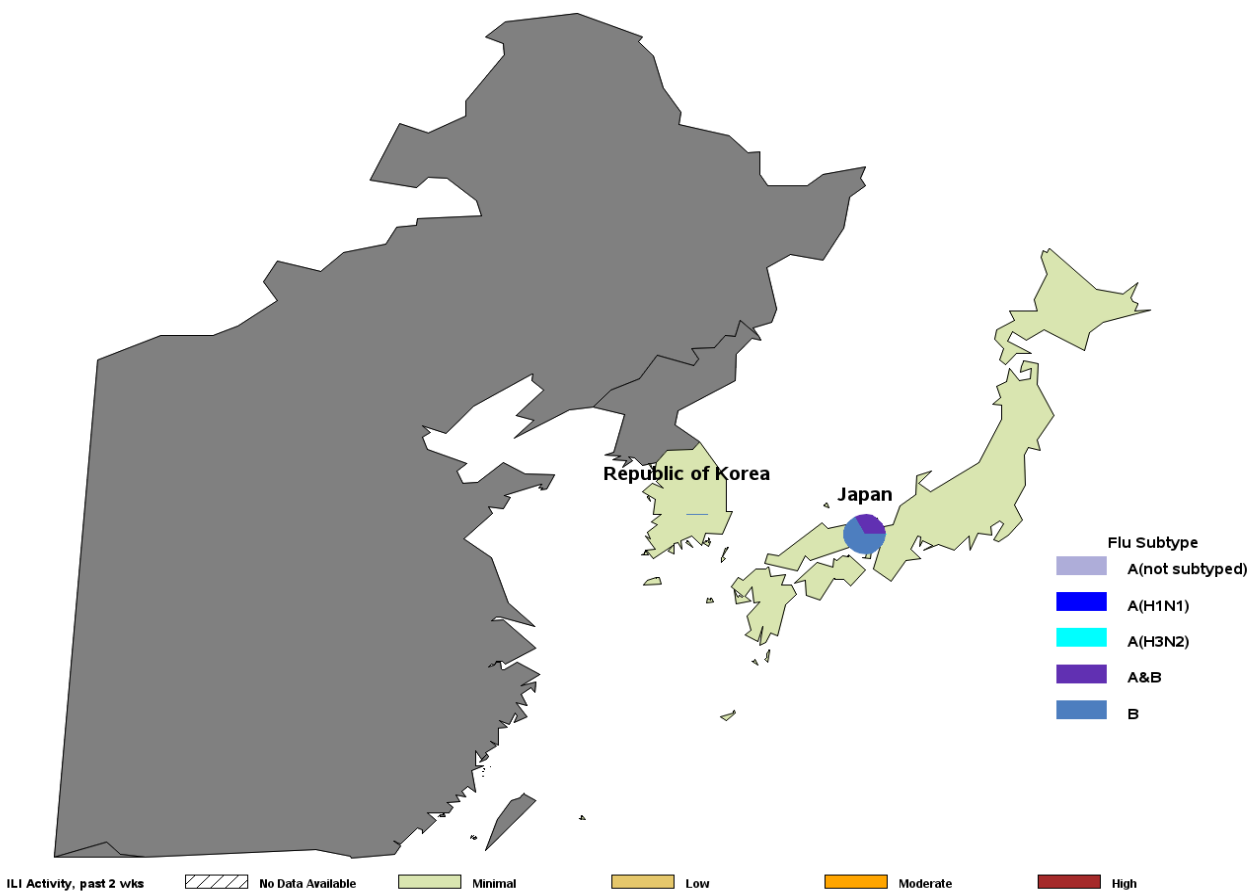 Republic of Korea
Japan
Flu Subtype
A(not subtyped)
A(H1N1)
A(H3N2)
A&B
B
ILI Activity, past 2 wks
No Data Available
Minimal
Low
Moderate
High